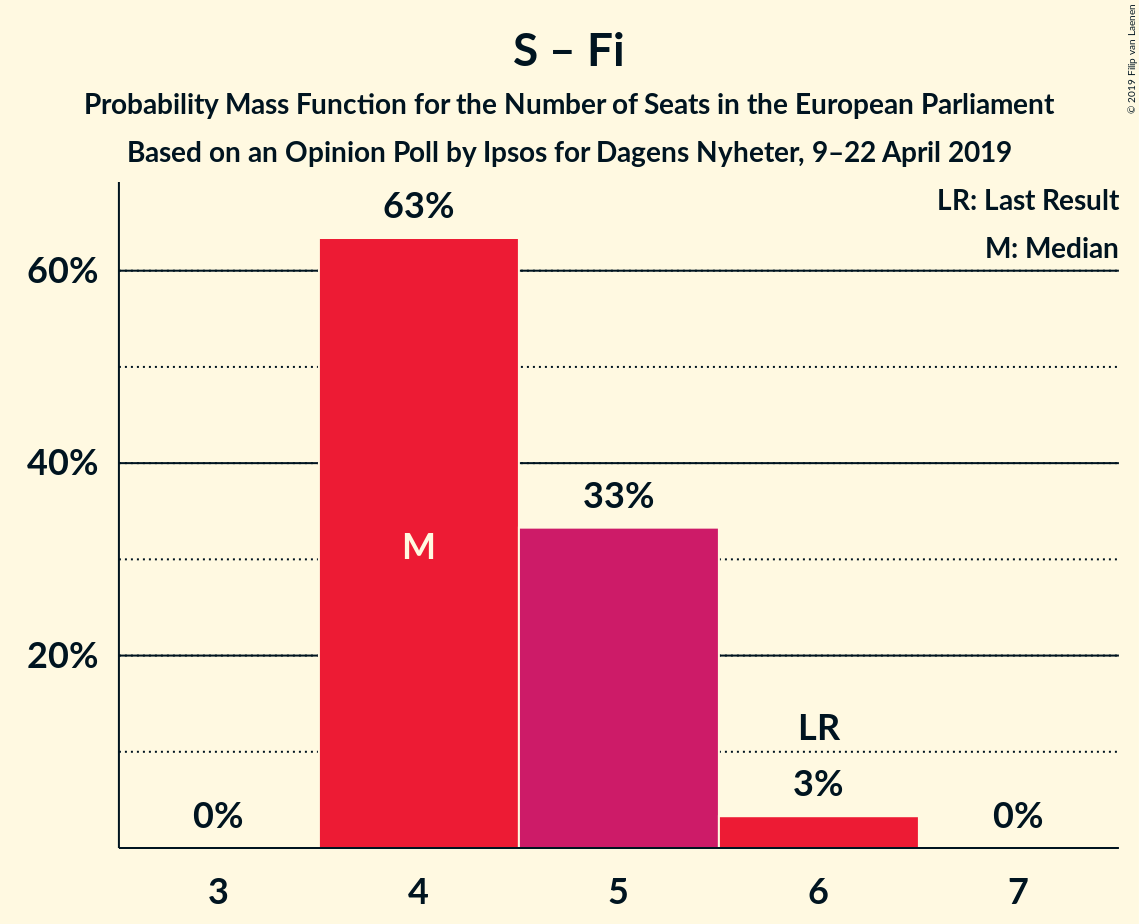 S – Fi
Probability Mass Function for the Number of Seats in the European Parliament
Based on an Opinion Poll by Ipsos for Dagens Nyheter, 9–22 April 2019
© 2019 Filip van Laenen
LR: Last Result
M: Median
60%
40%
20%
0%
63%
M
33%
LR
3%
0%
3
4
5
6
7